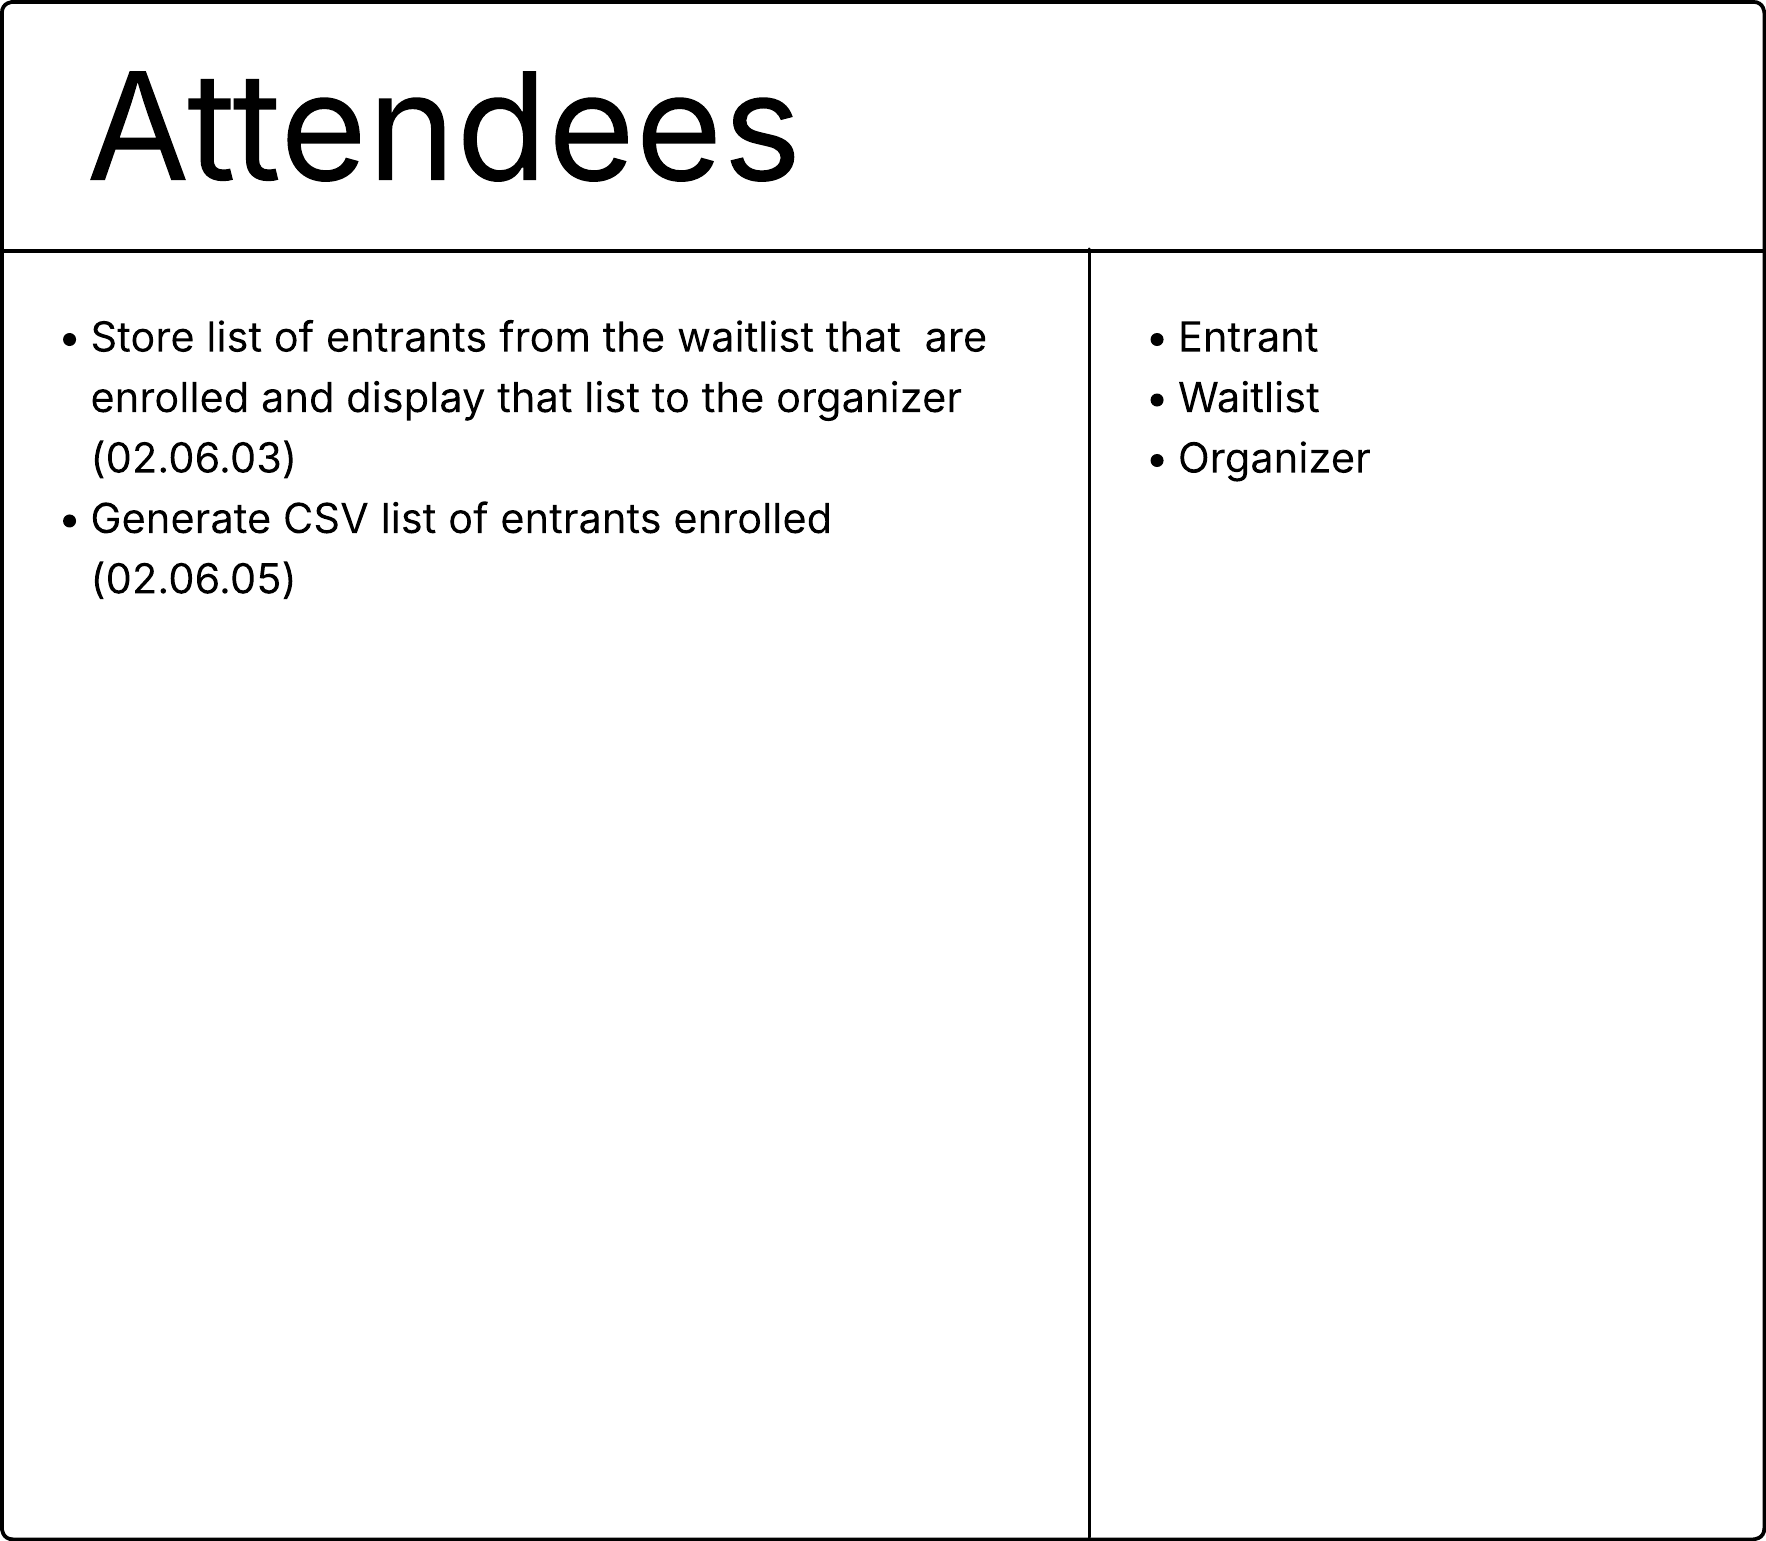 Attendees
• Store list of entrants from the waitlist that  are
enrolled and display that list to the organizer
(02.06.03)
• Generate CSV list of entrants enrolled
(02.06.05)
• Entrant
• Waitlist
• Organizer